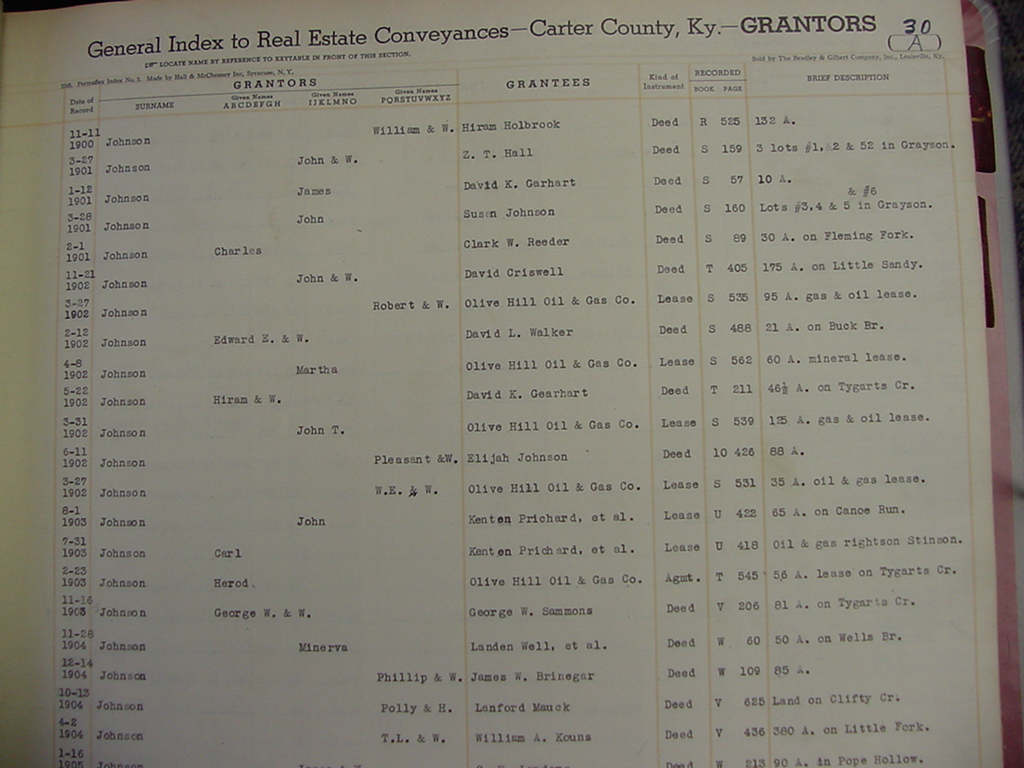 General Index to Real Estate Conveyances—Carter County, Ky.—GRANTORS 30 (A)
LOCATE NAME BY REFERENCE TO KEYTABLE IN FRONT OF THIS SECTION.
Sold by The Bradley & Gilbert Company, Inc., Louisville, Ky.
Index No. 2. Made by Hall & McChesney Inc, Syracuse, N. Y.
GRANTORS GRANTEES Kind of Instrument RECORDED BRIEF DESCRIPTION
Date of Record SURNAME Given Names ABCDEFGH Given Names IJKLMNO Given Names PQRSTUVWXYZ BOOK PAGE
11-11 1900 Johnson William & W. Hiram Holbrook Deed R 525 132 A.
3-27 1901 Johnson John & W. Z. T. Hall Deed S 159 3 lots #1, 2 & 52 in Grayson.
1-12 1901 Johnson James David K. Garhart Deed S 57 10 A.
& #6
3-28 1901 Johnson John Susan Johnson Deed S 160 Lots #3,4 & 5 in Grayson.
2-1 1901 Johnson Charles Clark W. Reeder Deed S 89 30 A. on Fleming Fork.
11-21 1902 Johnson John & W. David Criswell Deed T 405 175 A. on Little Sandy.
3-27 1902 Johnson Robert & W. Olive Hill Oil & Gas Co. Lease S 535 95 A. gas & oil lease.
2-12 1902 Johnson Edward E. & W. David L. Walker Deed S 488 21 A. on Buck Br.
4-8 1902 Johnson Martha Olive Hill Oil & Gas Co. Lease S 562 60 A. mineral lease.
5-22 1902 Johnson Hiram & W. David K. Gearhart Deed T 211 46½ A. on Tygarts Cr.
3-31 1902 Johnson John T. Olive Hill Oil & Gas Co. Lease S 539 125 A. gas & oil lease.
6-11 1902 Johnson Pleasant &W. Elijah Johnson Deed 10 426 88 A.
3-27 1902 Johnson W.E. & W. Olive Hill Oil & Gas Co. Lease S 531 35 A. oil & gas lease.
8-1 1903 Johnson John Kenten Prichard, et al. Lease U 422 65 A. on Canoe Run.
7-31 1903 Johnson Carl Kenten Prichard, et al. Lease U 418 Oil & gas rightson Stinson.
2-23 1903 Johnson Herod. Olive Hill Oil & Gas Co. Agmt. T 545 56 A. lease on Tygarts Cr.
11-16 1903 Johnson George W. & W. George W. Sammons Deed V 206 81 A. on Tygarts Cr.
11-28 1904 Johnson Minerva Landen Well, et al. Deed W 60 50 A. on Wells Br.
12-14 1904 Johnson Phillip & W. James W. Brinegar Deed W 109 85 A.
10-13 1904 Johnson Polly & H. Lanford Mauck Deed V 625 Land on Clifty Cr.
4-2 1904 Johnson T.L. & W. William A. Kouns Deed V 436 380 A. on Little Fork.
1-16 1905 Johnson Deed W 213 90 A. in Pope Hollow.